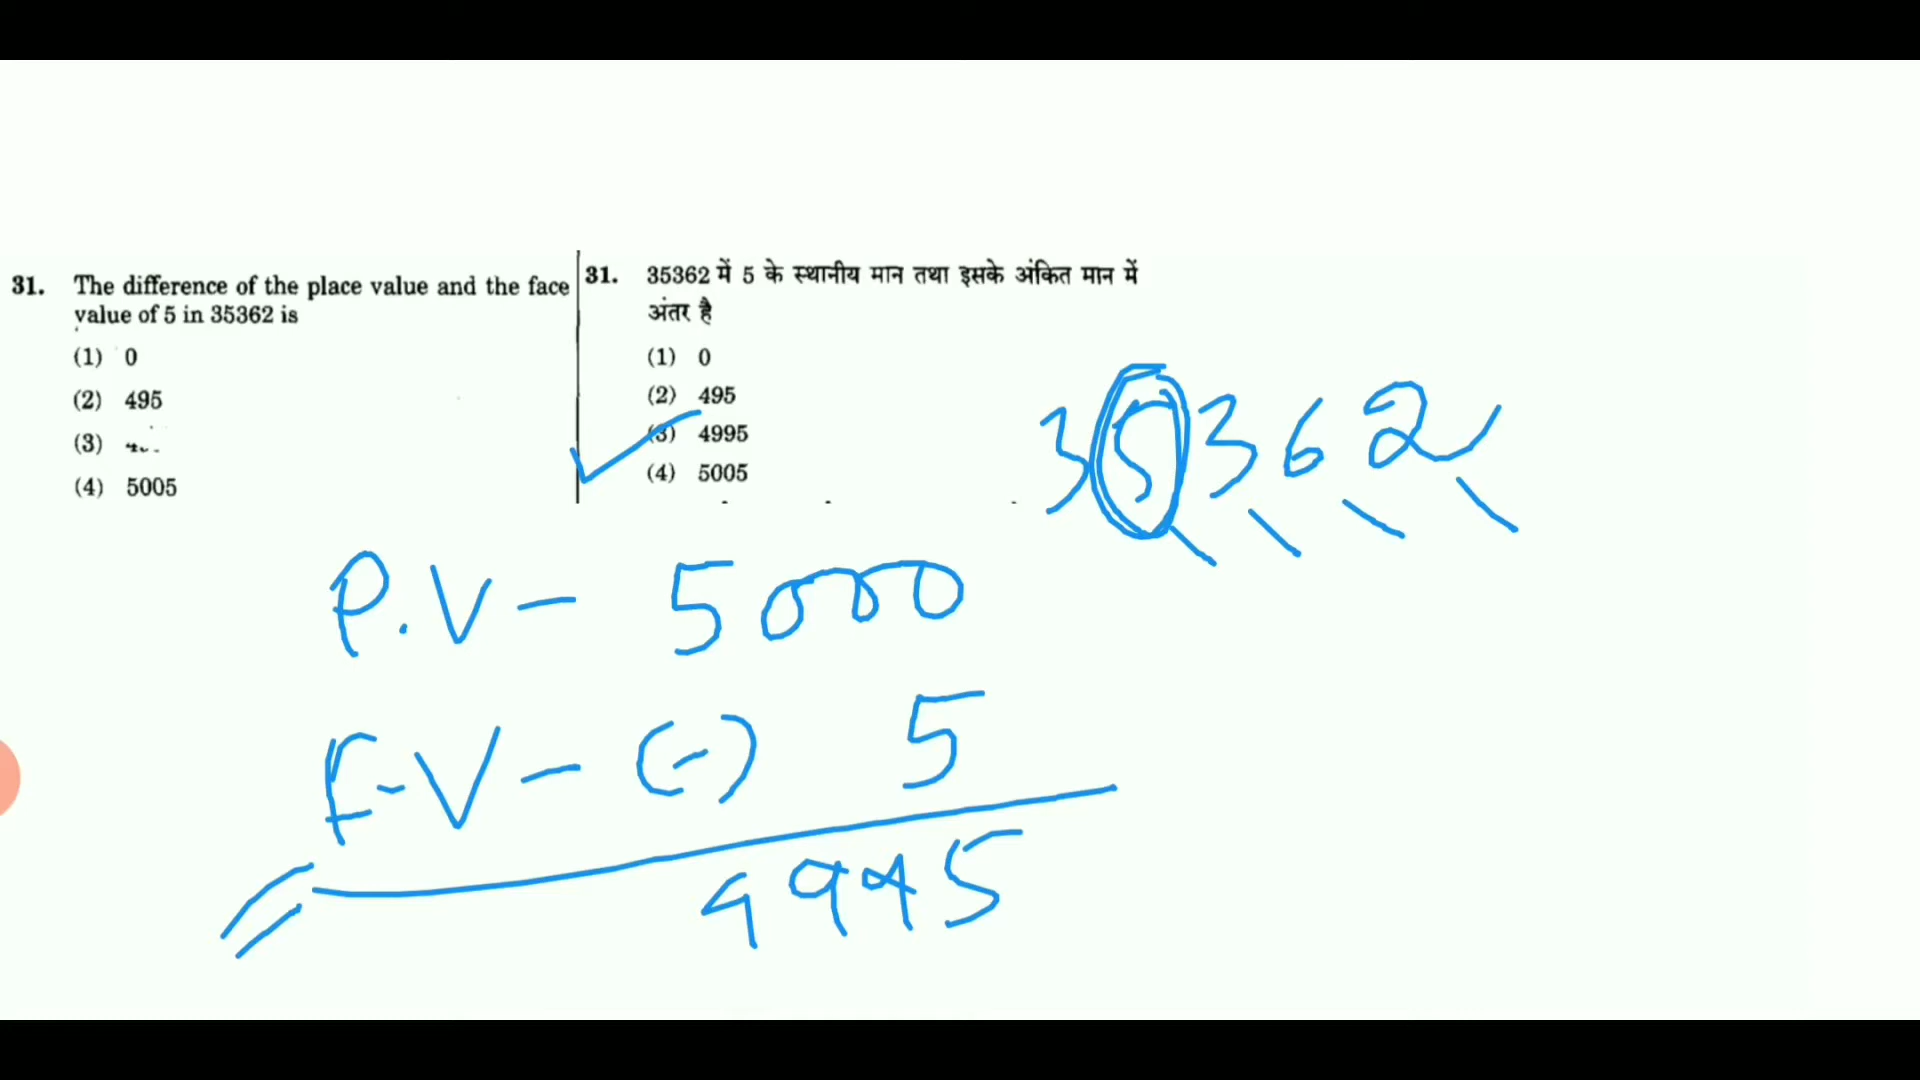 31. The difference of the place value and the face
value of 5 in 35362 is
(1) 0
(2) 495
(3)
(4) 5005
31. 35362 में 5 के स्थानीय मान तथा इसके अंकित मान में
अंतर है
(1) 0
(2) 495
(3) 4995
(4) 5005
35362
P.V - 5000
F-V - (-) 5
4995